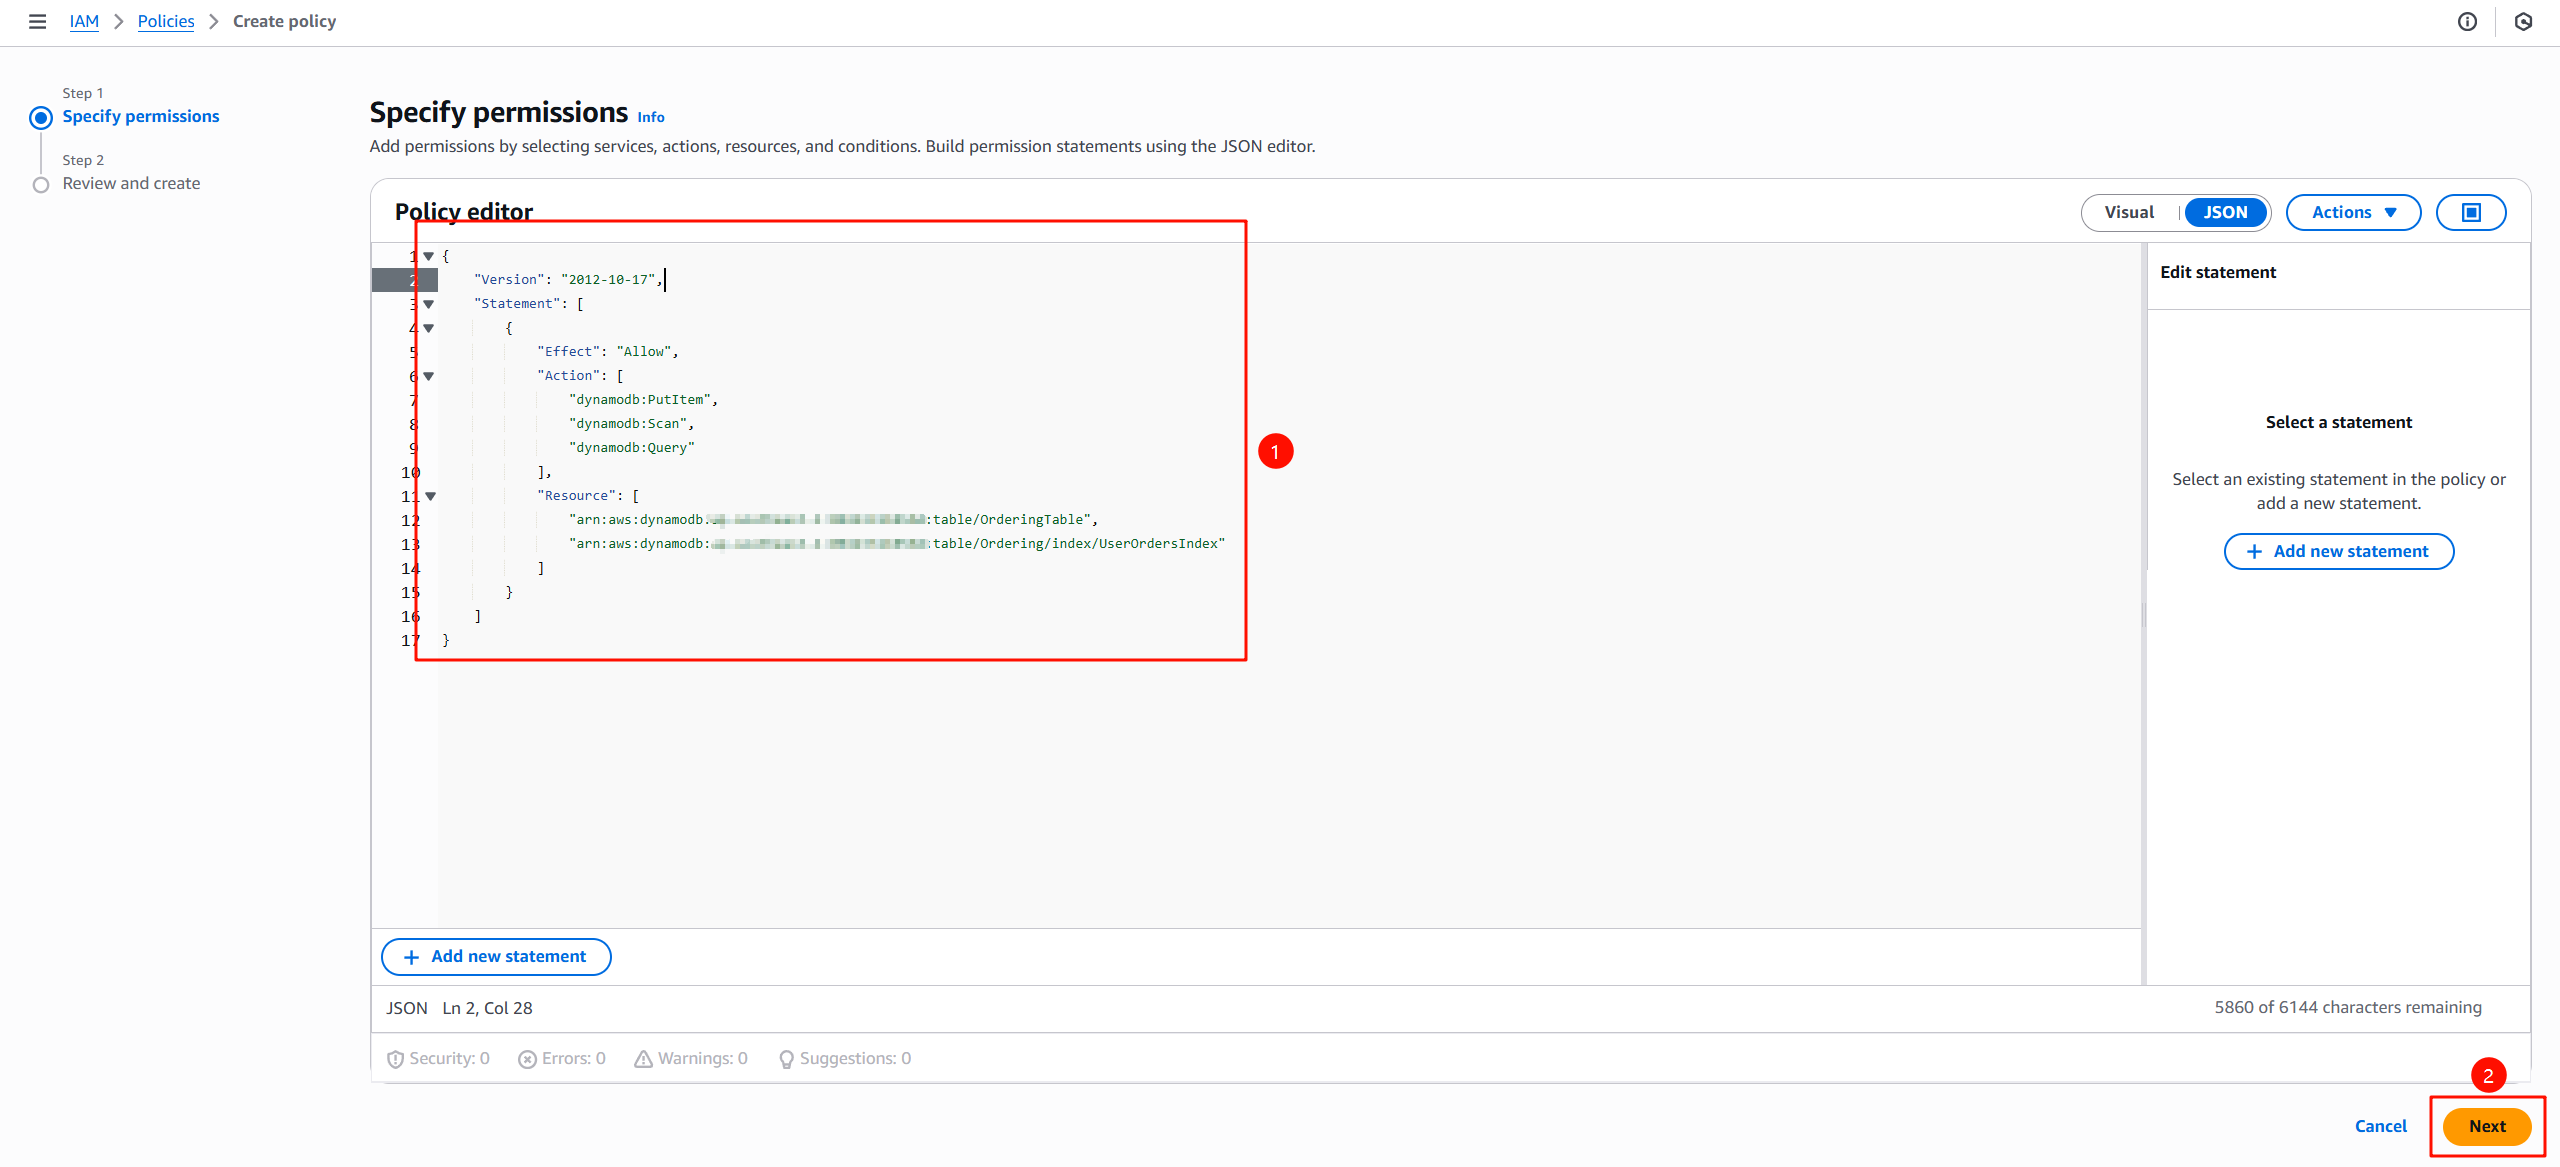 IAM > Policies > Create policy
Step 1
Specify permissions
Step 2
Review and create
Specify permissions Info
Add permissions by selecting services, actions, resources, and conditions. Build permission statements using the JSON editor.
Policy editor
Visual | JSON Actions
1 {
2 "Version": "2012-10-17",
3 "Statement": [
4 {
5 "Effect": "Allow",
6 "Action": [
7 "dynamodb:PutItem",
8 "dynamodb:Scan",
9 "dynamodb:Query"
10 ],
11 "Resource": [
12 "arn:aws:dynamodb: :table/OrderingTable",
13 "arn:aws:dynamodb: :table/Ordering/index/UserOrdersIndex"
14 ]
15 }
16 ]
17 }
1
Edit statement
Select a statement
Select an existing statement in the policy or
add a new statement.
+ Add new statement
+ Add new statement
JSON Ln 2, Col 28
5860 of 6144 characters remaining
Security: 0 Errors: 0 Warnings: 0 Suggestions: 0
2
Cancel Next